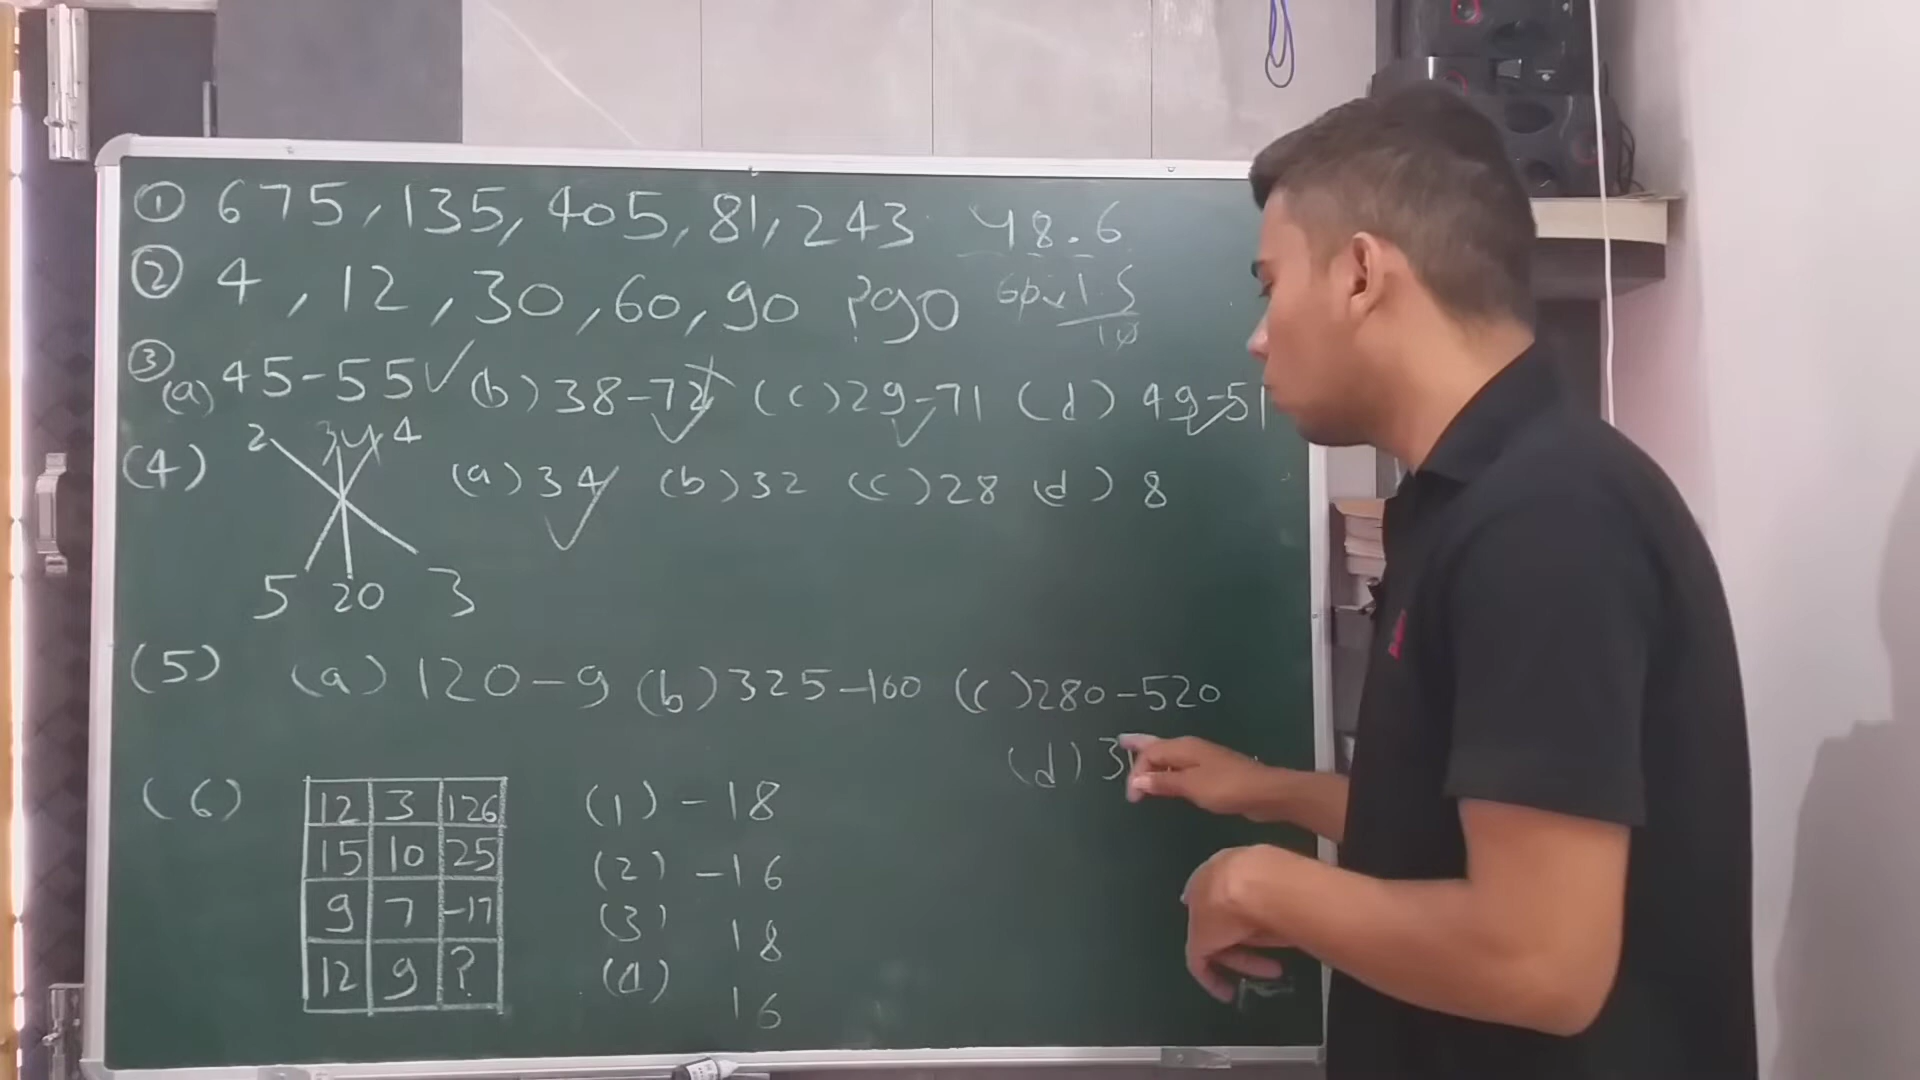 ① 675, 135, 405, 81, 243 48.6
② 4, 12, 30, 60, 90 ?90
③ (a) 45-55 ✓ (b) 38-72 (c) 29-71 (d) 49-51
(4) 2 34 4 (a) 34 (b) 32 (c) 28 (d) 8
5 20 3
(5) (a) 120-9 (b) 325-100 (c) 280-520
(d)
(6) 12 3 126 (1) -18
15 10 25 (2) -16
9 7 -17 (3) 18
12 9 ? (4) 16